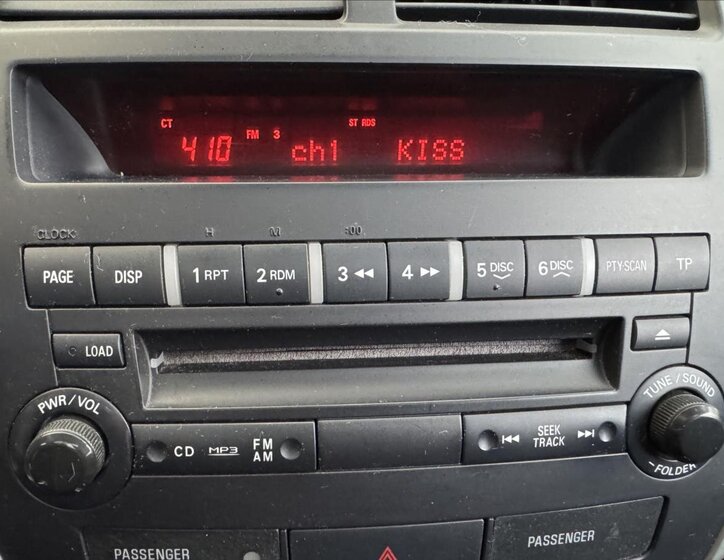 CT 410 FM 3 ch1 ST RDS KISS
CLOCK: H M :00
PAGE DISP 1 RPT 2 RDM 3 ◀◀ 4 ▶▶ 5 DISC 6 DISC PTY·SCAN TP
LOAD
PWR/VOL
TUNE/SOUND
CD MP3 FM AM
SEEK TRACK
-FOLDER
PASSENGER
PASSENGER